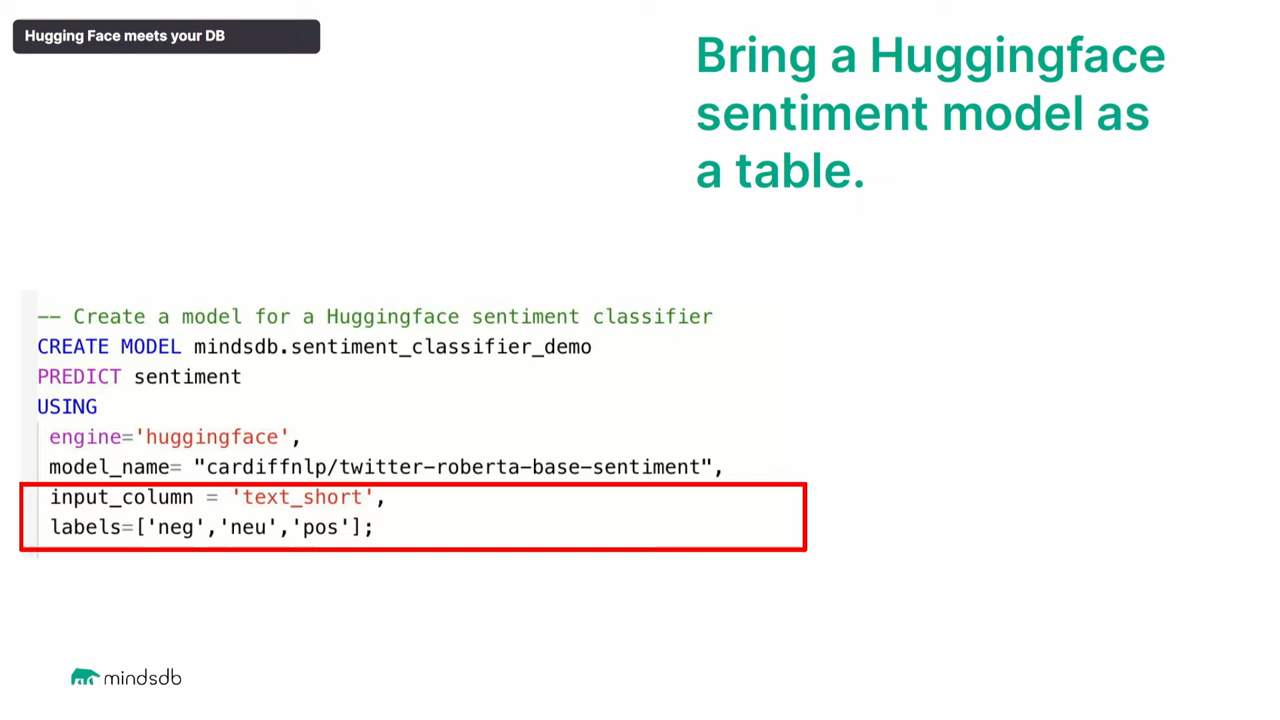 Hugging Face meets your DB
Bring a Huggingface
sentiment model as
a table.
-- Create a model for a Huggingface sentiment classifier
CREATE MODEL mindsdb.sentiment_classifier_demo
PREDICT sentiment
USING
engine='huggingface',
model_name= "cardiffnlp/twitter-roberta-base-sentiment",
input_column = 'text_short',
labels=['neg','neu','pos'];
mindsdb